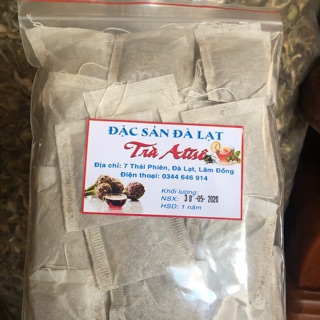 ĐẶC SẢN ĐÀ LẠT
Trà Atisô
Địa chỉ: 7 Thái Phiên, Đà Lạt, Lâm Đồng
Điện thoại: 0344 646 914
Khối lượng:
NSX: 30-05-2020
HSD: 1 năm